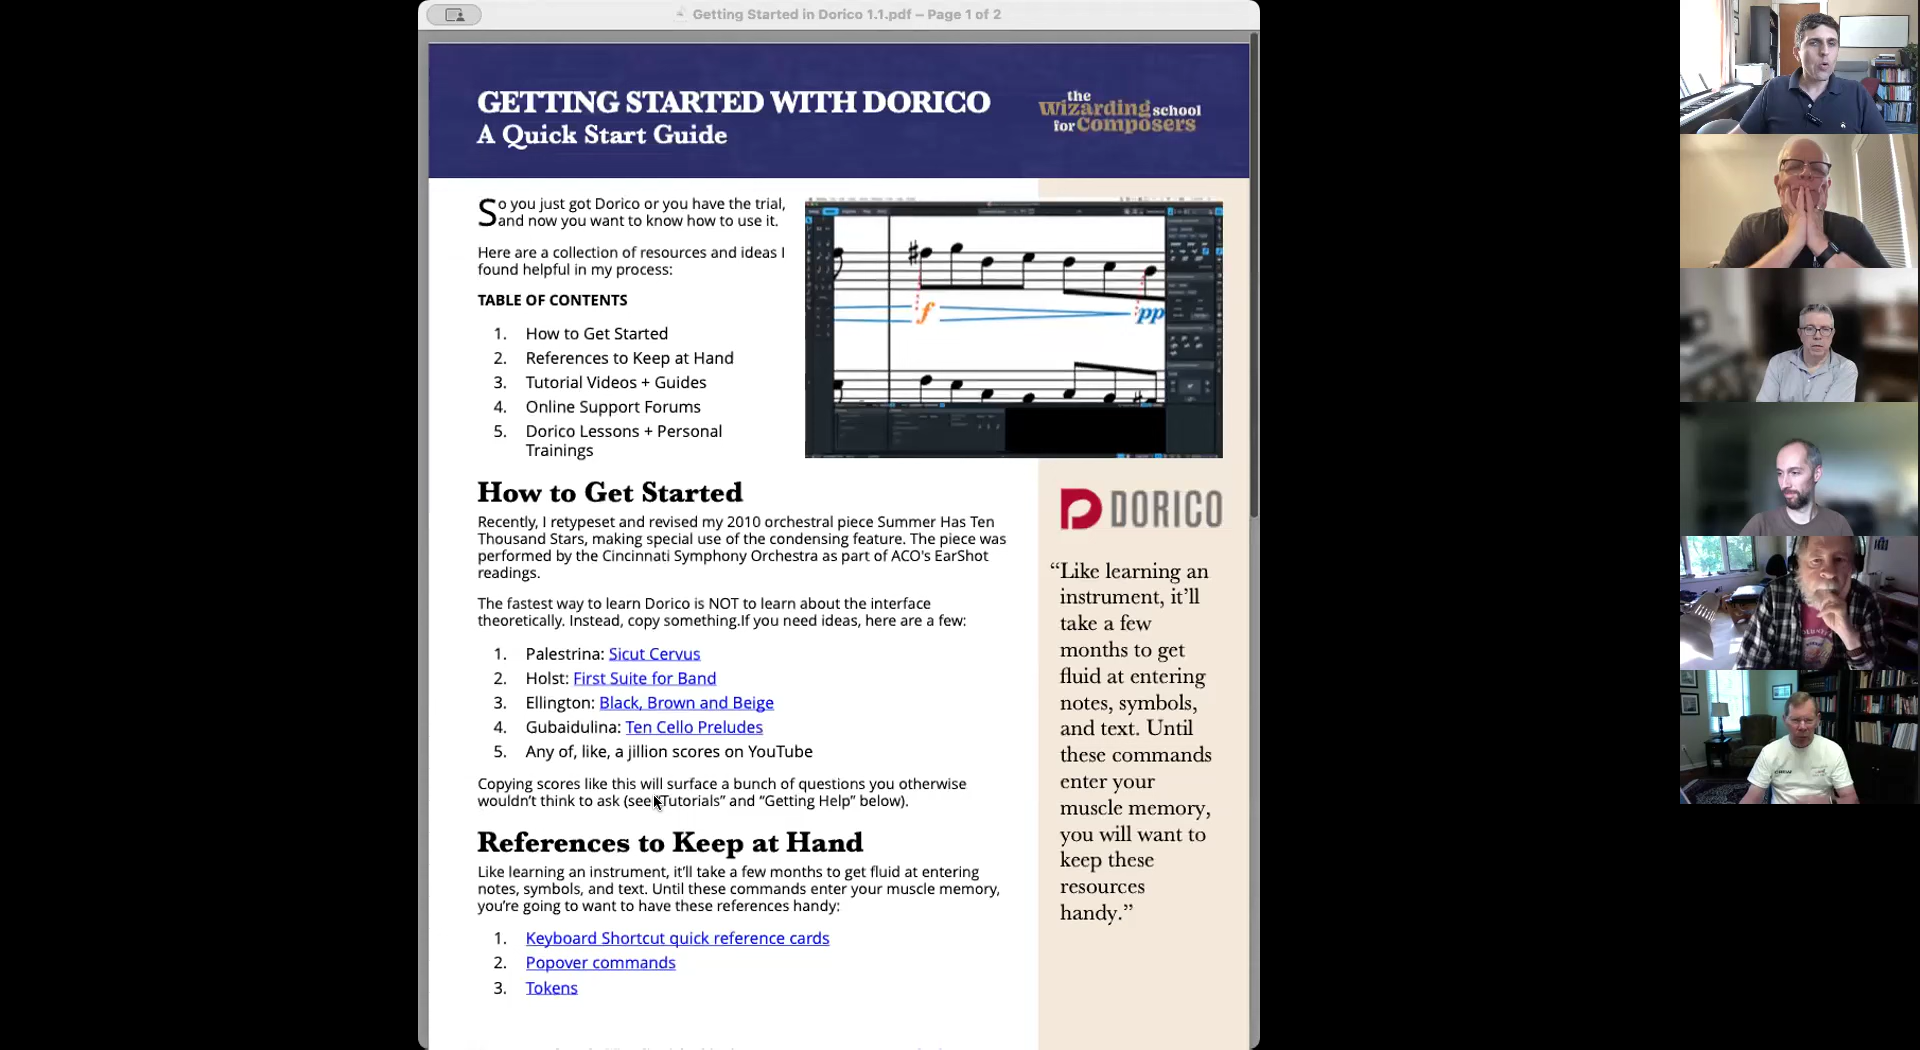 Getting Started in Dorico 1.1.pdf – Page 1 of 2
GETTING STARTED WITH DORICO
A Quick Start Guide
the
Wizarding school
for Composers
So you just got Dorico or you have the trial,
and now you want to know how to use it.
Here are a collection of resources and ideas I
found helpful in my process:
TABLE OF CONTENTS
1. How to Get Started
2. References to Keep at Hand
3. Tutorial Videos + Guides
4. Online Support Forums
5. Dorico Lessons + Personal
Trainings
f
pp
How to Get Started
Recently, I retypeset and revised my 2010 orchestral piece Summer Has Ten
Thousand Stars, making special use of the condensing feature. The piece was
performed by the Cincinnati Symphony Orchestra as part of ACO's EarShot
readings.
The fastest way to learn Dorico is NOT to learn about the interface
theoretically. Instead, copy something.If you need ideas, here are a few:
1. Palestrina: Sicut Cervus
2. Holst: First Suite for Band
3. Ellington: Black, Brown and Beige
4. Gubaidulina: Ten Cello Preludes
5. Any of, like, a jillion scores on YouTube
Copying scores like this will surface a bunch of questions you otherwise
wouldn't think to ask (see "Tutorials" and "Getting Help" below).
References to Keep at Hand
Like learning an instrument, it'll take a few months to get fluid at entering
notes, symbols, and text. Until these commands enter your muscle memory,
you're going to want to have these references handy:
1. Keyboard Shortcut quick reference cards
2. Popover commands
3. Tokens
DORICO
“Like learning an
instrument, it’ll
take a few
months to get
fluid at entering
notes, symbols,
and text. Until
these commands
enter your
muscle memory,
you will want to
keep these
resources
handy.”